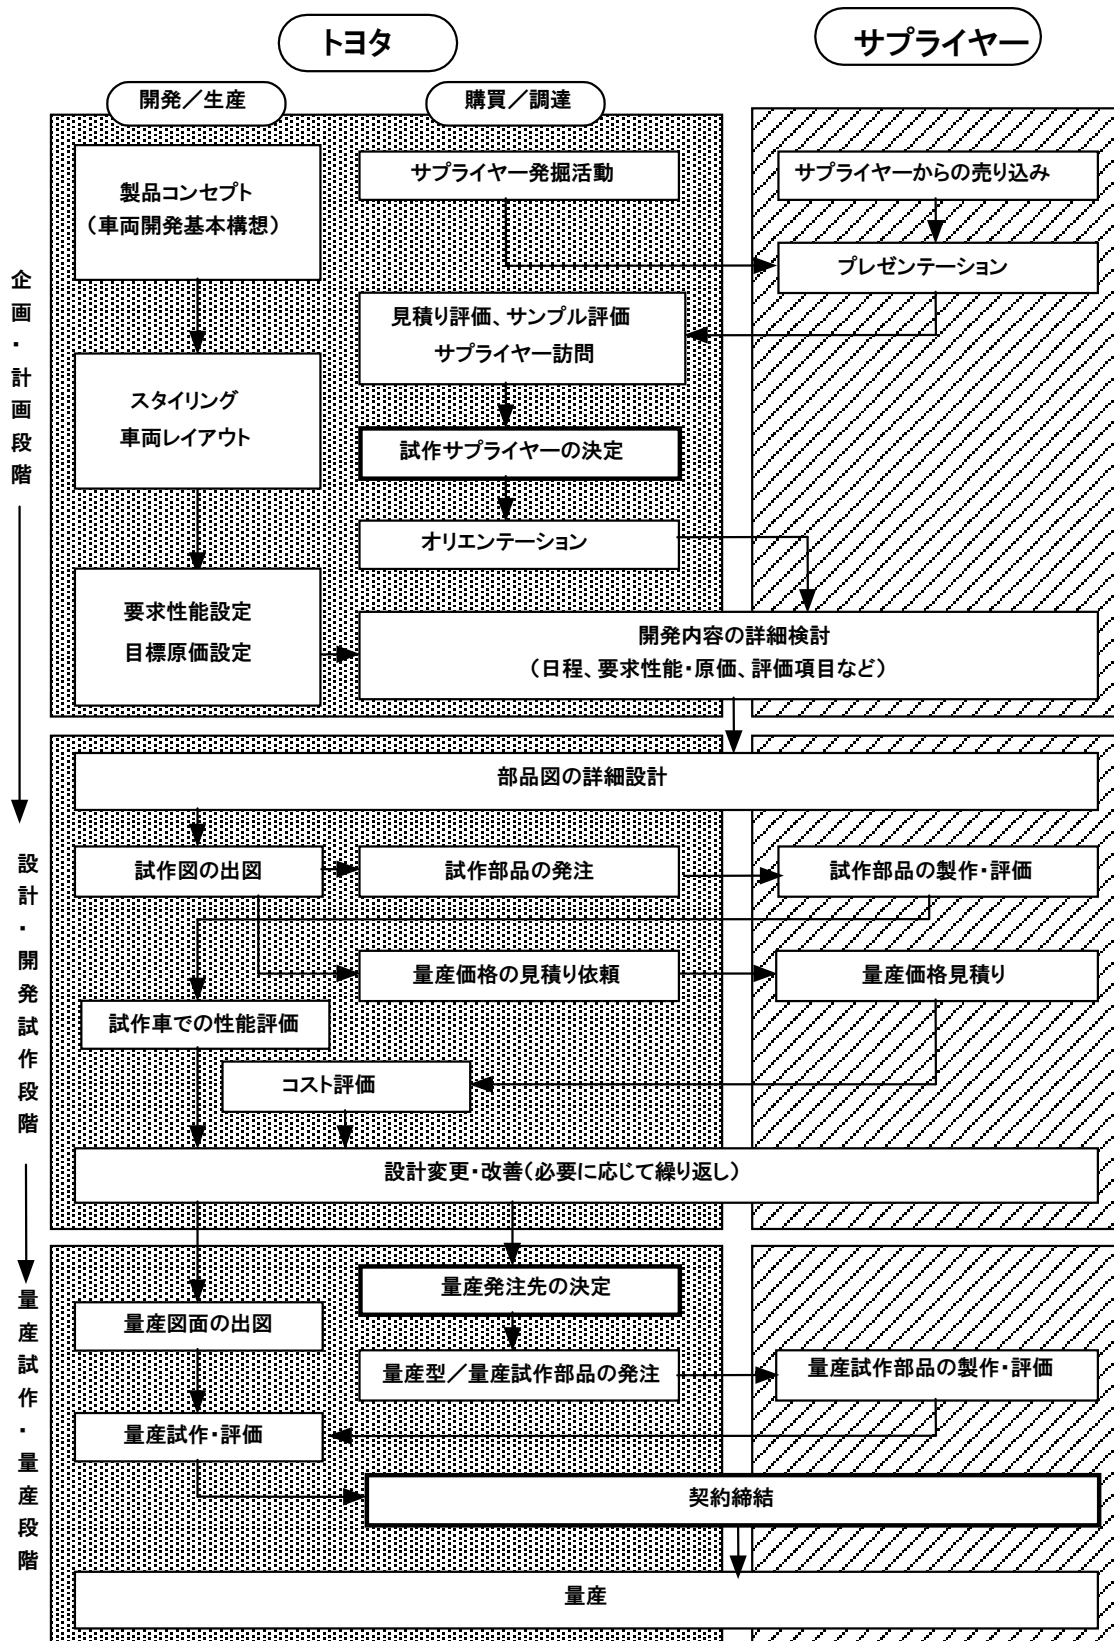 トヨタ
サプライヤー
開発／生産
購買／調達
企画・計画段階
製品コンセプト
（車両開発基本構想）
サプライヤー発掘活動
サプライヤーからの売り込み
プレゼンテーション
見積り評価、サンプル評価
サプライヤー訪問
スタイリング
車両レイアウト
試作サプライヤーの決定
オリエンテーション
要求性能設定
目標原価設定
開発内容の詳細検討
（日程、要求性能・原価、評価項目など）
設計・開発試作段階
部品図の詳細設計
試作図の出図
試作部品の発注
試作部品の製作・評価
量産価格の見積り依頼
量産価格見積り
試作車での性能評価
コスト評価
設計変更・改善（必要に応じて繰り返し）
量産試作・量産段階
量産発注先の決定
量産図面の出図
量産型／量産試作部品の発注
量産試作部品の製作・評価
量産試作・評価
契約締結
量産